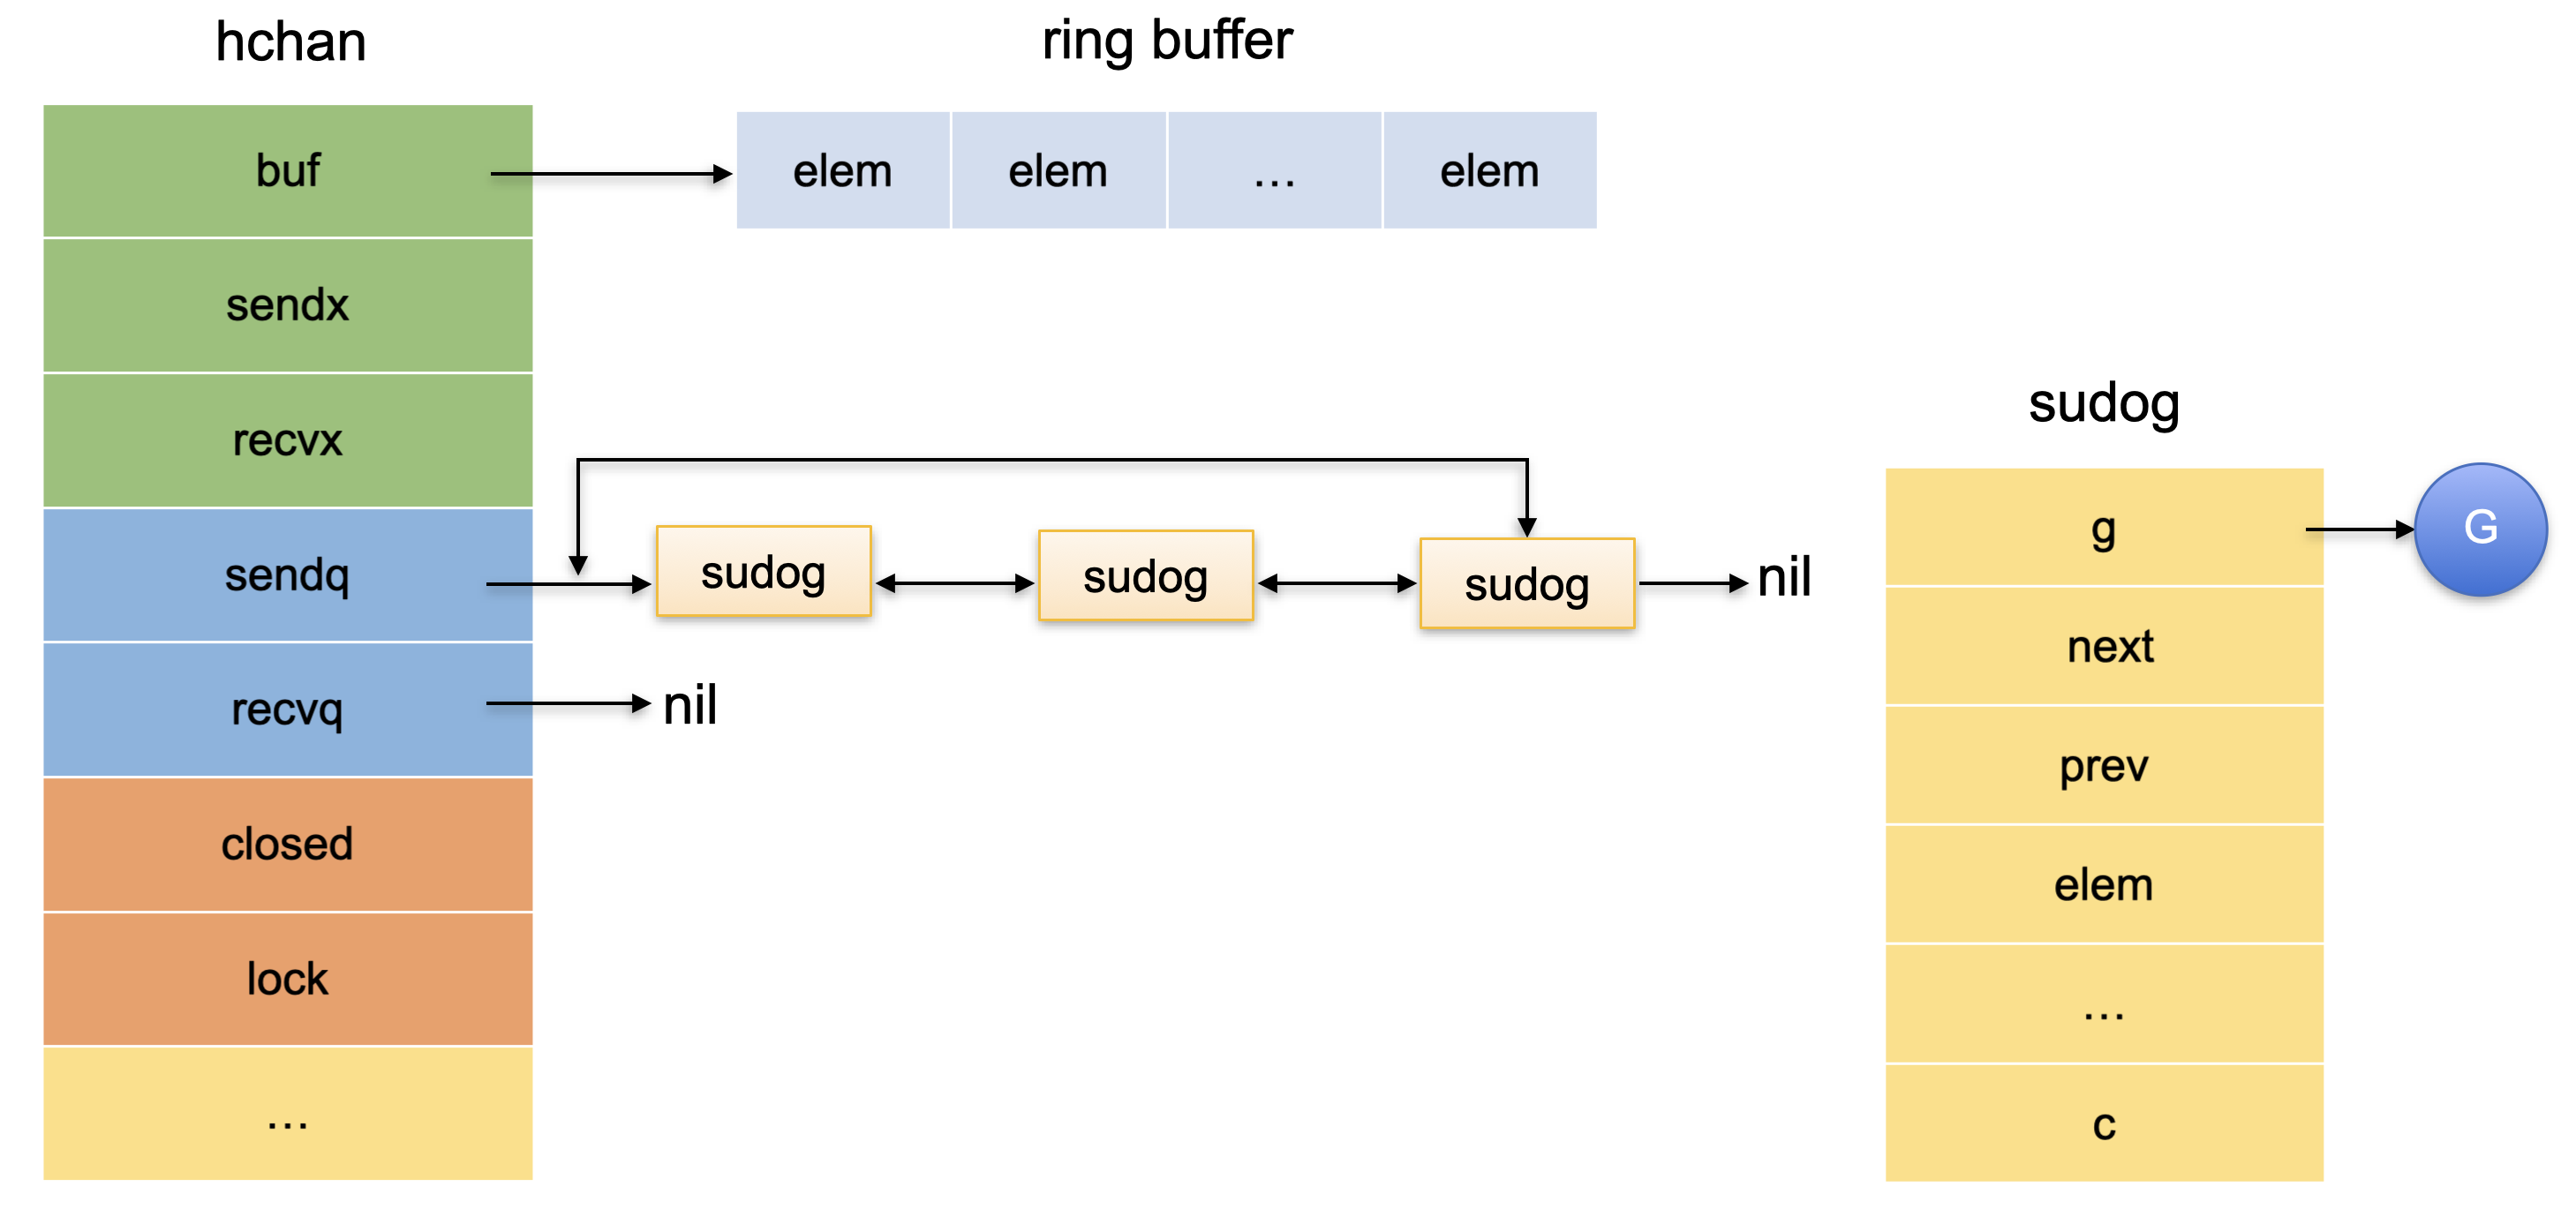 hchan
buf
sendx
recvx
sendq
recvq
closed
lock
...
ring buffer
elem elem ... elem
sudog sudog sudog nil
nil
sudog
g G
next
prev
elem
...
c